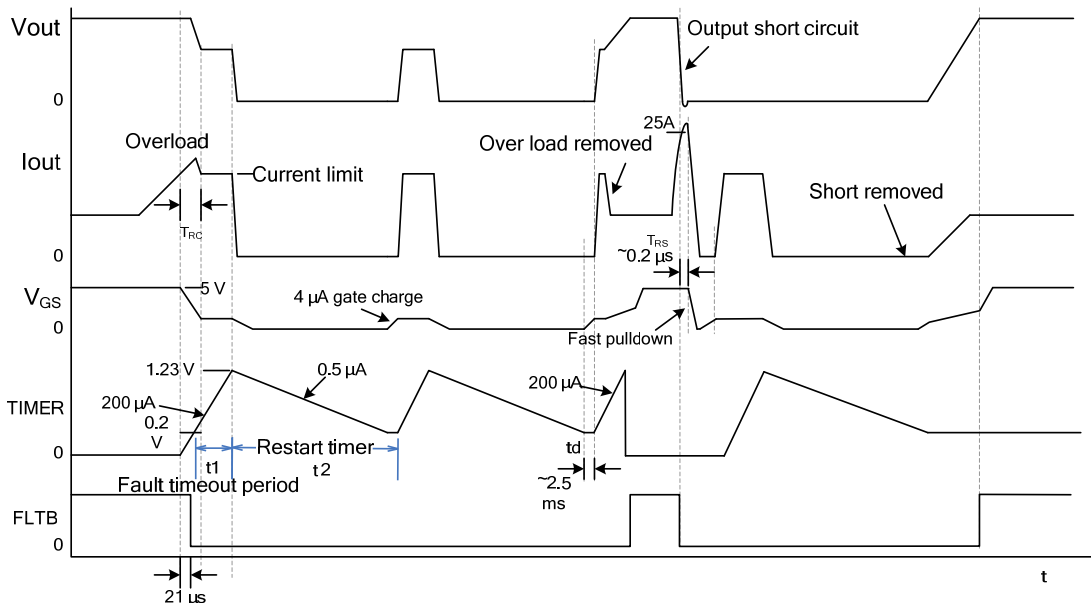 Vout
0
Output short circuit
Overload
Iout
0
Current limit
T_RC
25A
Over load removed
Short removed
T_RS
~0.2 µs
V_GS
0
5 V
4 µA gate charge
Fast pulldown
TIMER
1.23 V
200 µA
0.2
V
0
0.5 µA
200 µA
Restart timer
t1
t2
Fault timeout period
td
~2.5
ms
FLTB
0
21 µs
t